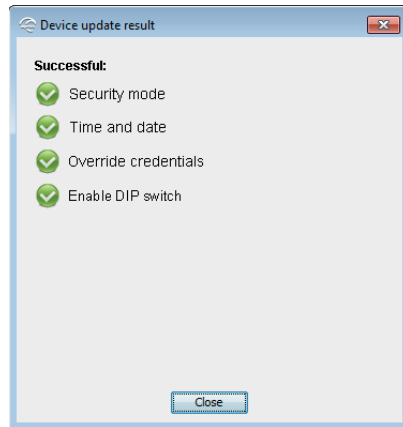 Device update result
Successful:
Security mode
Time and date
Override credentials
Enable DIP switch
Close